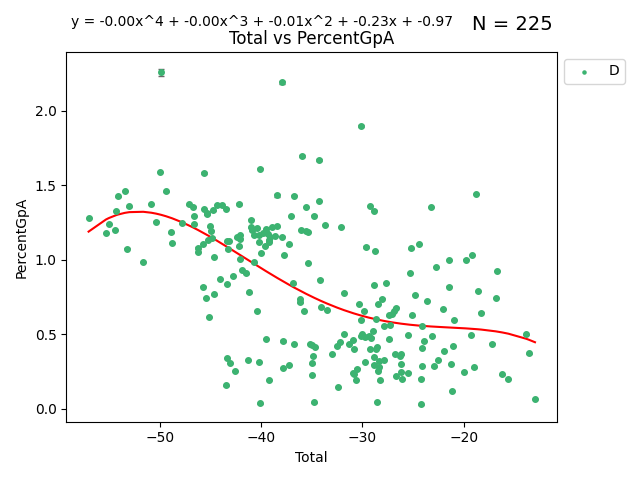 y = -0.00x^4 + -0.00x^3 + -0.01x^2 + -0.23x + -0.97
N = 225
Total vs PercentGpA
D
2.0
1.5
1.0
0.5
0.0
PercentGpA
−50
−40
−30
−20
Total